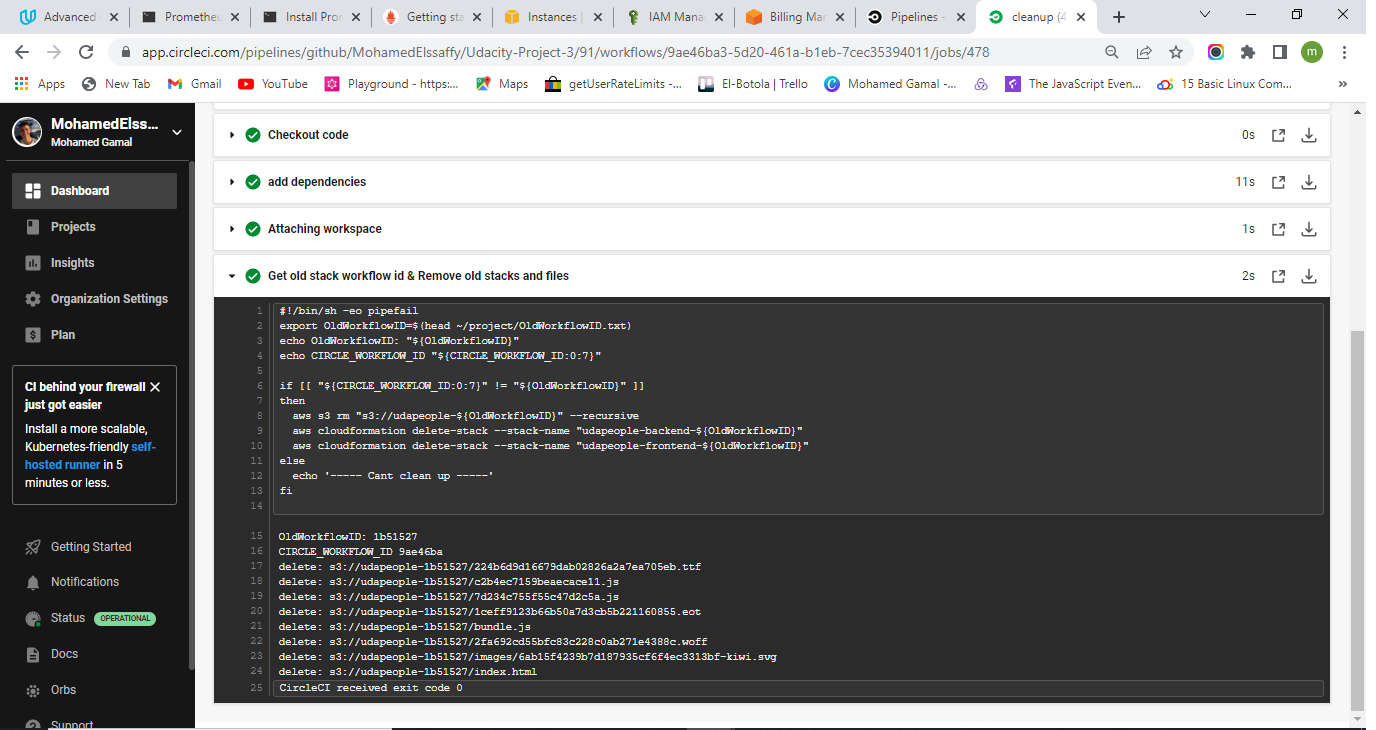 Advanced
Prometheu
Install Pror
Getting sta
Instances
IAM Mana
Billing Mar
Pipelines -
cleanup (4
app.circleci.com/pipelines/github/MohamedElssaffy/Udacity-Project-3/91/workflows/9ae46ba3-5d20-461a-b1eb-7cec35394011/jobs/478
m
Apps
New Tab
Gmail
YouTube
Playground - https:...
Maps
getUserRateLimits -...
El-Botola | Trello
Mohamed Gamal -...
The JavaScript Even...
15 Basic Linux Com...
»
MohamedElss...
Mohamed Gamal
Dashboard
Projects
Insights
Organization Settings
Plan
CI behind your firewall
just got easier
Install a more scalable,
Kubernetes-friendly self-
hosted runner in 5
minutes or less.
Getting Started
Notifications
Status OPERATIONAL
Docs
Orbs
Support
Checkout code 0s
add dependencies 11s
Attaching workspace 1s
Get old stack workflow id & Remove old stacks and files 2s
1 #!/bin/sh -eo pipefail
2 export OldWorkflowID=$(head ~/project/OldWorkflowID.txt)
3 echo OldWorkflowID: "${OldWorkflowID}"
4 echo CIRCLE_WORKFLOW_ID "${CIRCLE_WORKFLOW_ID:0:7}"
5
6 if [[ "${CIRCLE_WORKFLOW_ID:0:7}" != "${OldWorkflowID}" ]]
7 then
8 aws s3 rm "s3://udapeople-${OldWorkflowID}" --recursive
9 aws cloudformation delete-stack --stack-name "udapeople-backend-${OldWorkflowID}"
10 aws cloudformation delete-stack --stack-name "udapeople-frontend-${OldWorkflowID}"
11 else
12 echo '----- Cant clean up -----'
13 fi
14
15 OldWorkflowID: 1b51527
16 CIRCLE_WORKFLOW_ID 9ae46ba
17 delete: s3://udapeople-1b51527/224b6d9d16679dab02826a2a7ea705eb.ttf
18 delete: s3://udapeople-1b51527/c2b4ec7159beaecace11.js
19 delete: s3://udapeople-1b51527/7d234c755f55c47d2c5a.js
20 delete: s3://udapeople-1b51527/1ceff9123b66b50a7d3cb5b221160855.eot
21 delete: s3://udapeople-1b51527/bundle.js
22 delete: s3://udapeople-1b51527/2fa692cd55bfc83c228c0ab271e4388c.woff
23 delete: s3://udapeople-1b51527/images/6ab15f4239b7d187935cf6f4ec3313bf-kiwi.svg
24 delete: s3://udapeople-1b51527/index.html
25 CircleCI received exit code 0